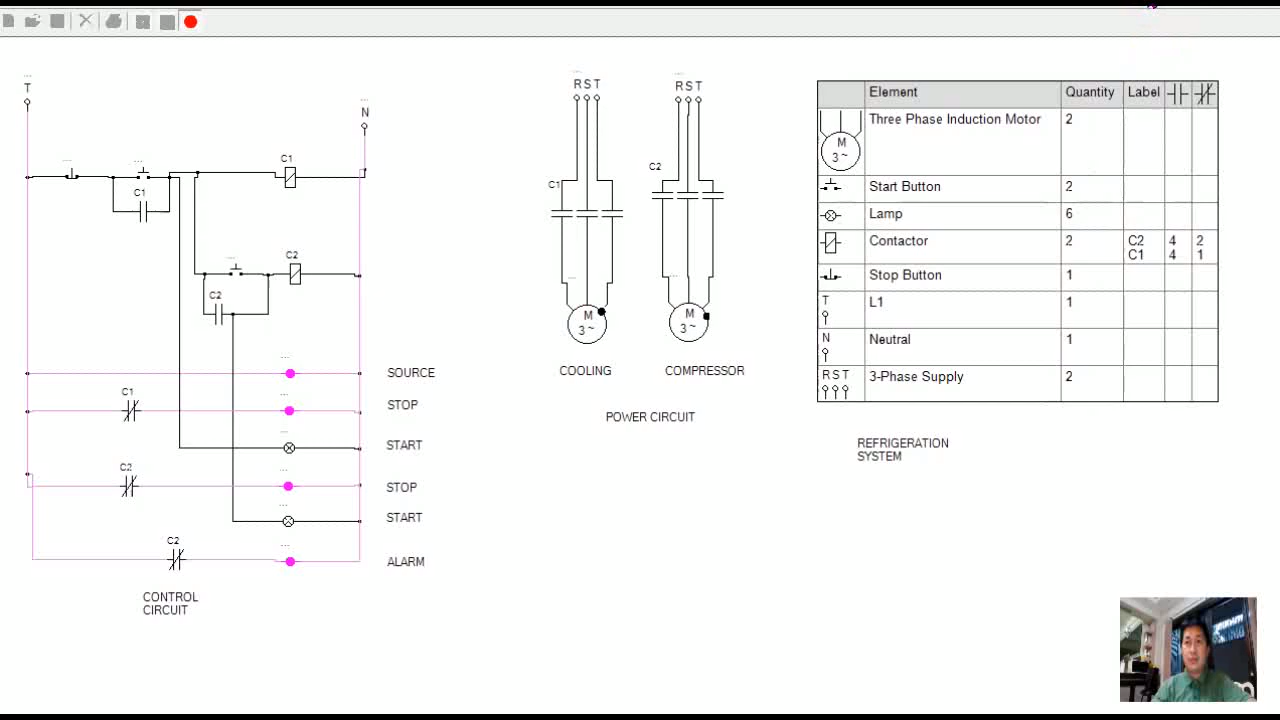 T
N
C1
C1
C2
C2
SOURCE
C1
STOP
START
C2
STOP
START
C2
ALARM
CONTROL
CIRCUIT
R S T
R S T
C2
C1
M
3 ~
M
3 ~
COOLING
COMPRESSOR
POWER CIRCUIT
Element Quantity Label
M
3 ~
Three Phase Induction Motor 2
Start Button 2
Lamp 6
Contactor 2 C2 4 2
C1 4 1
Stop Button 1
T L1 1
N Neutral 1
R S T 3-Phase Supply 2
REFRIGERATION
SYSTEM